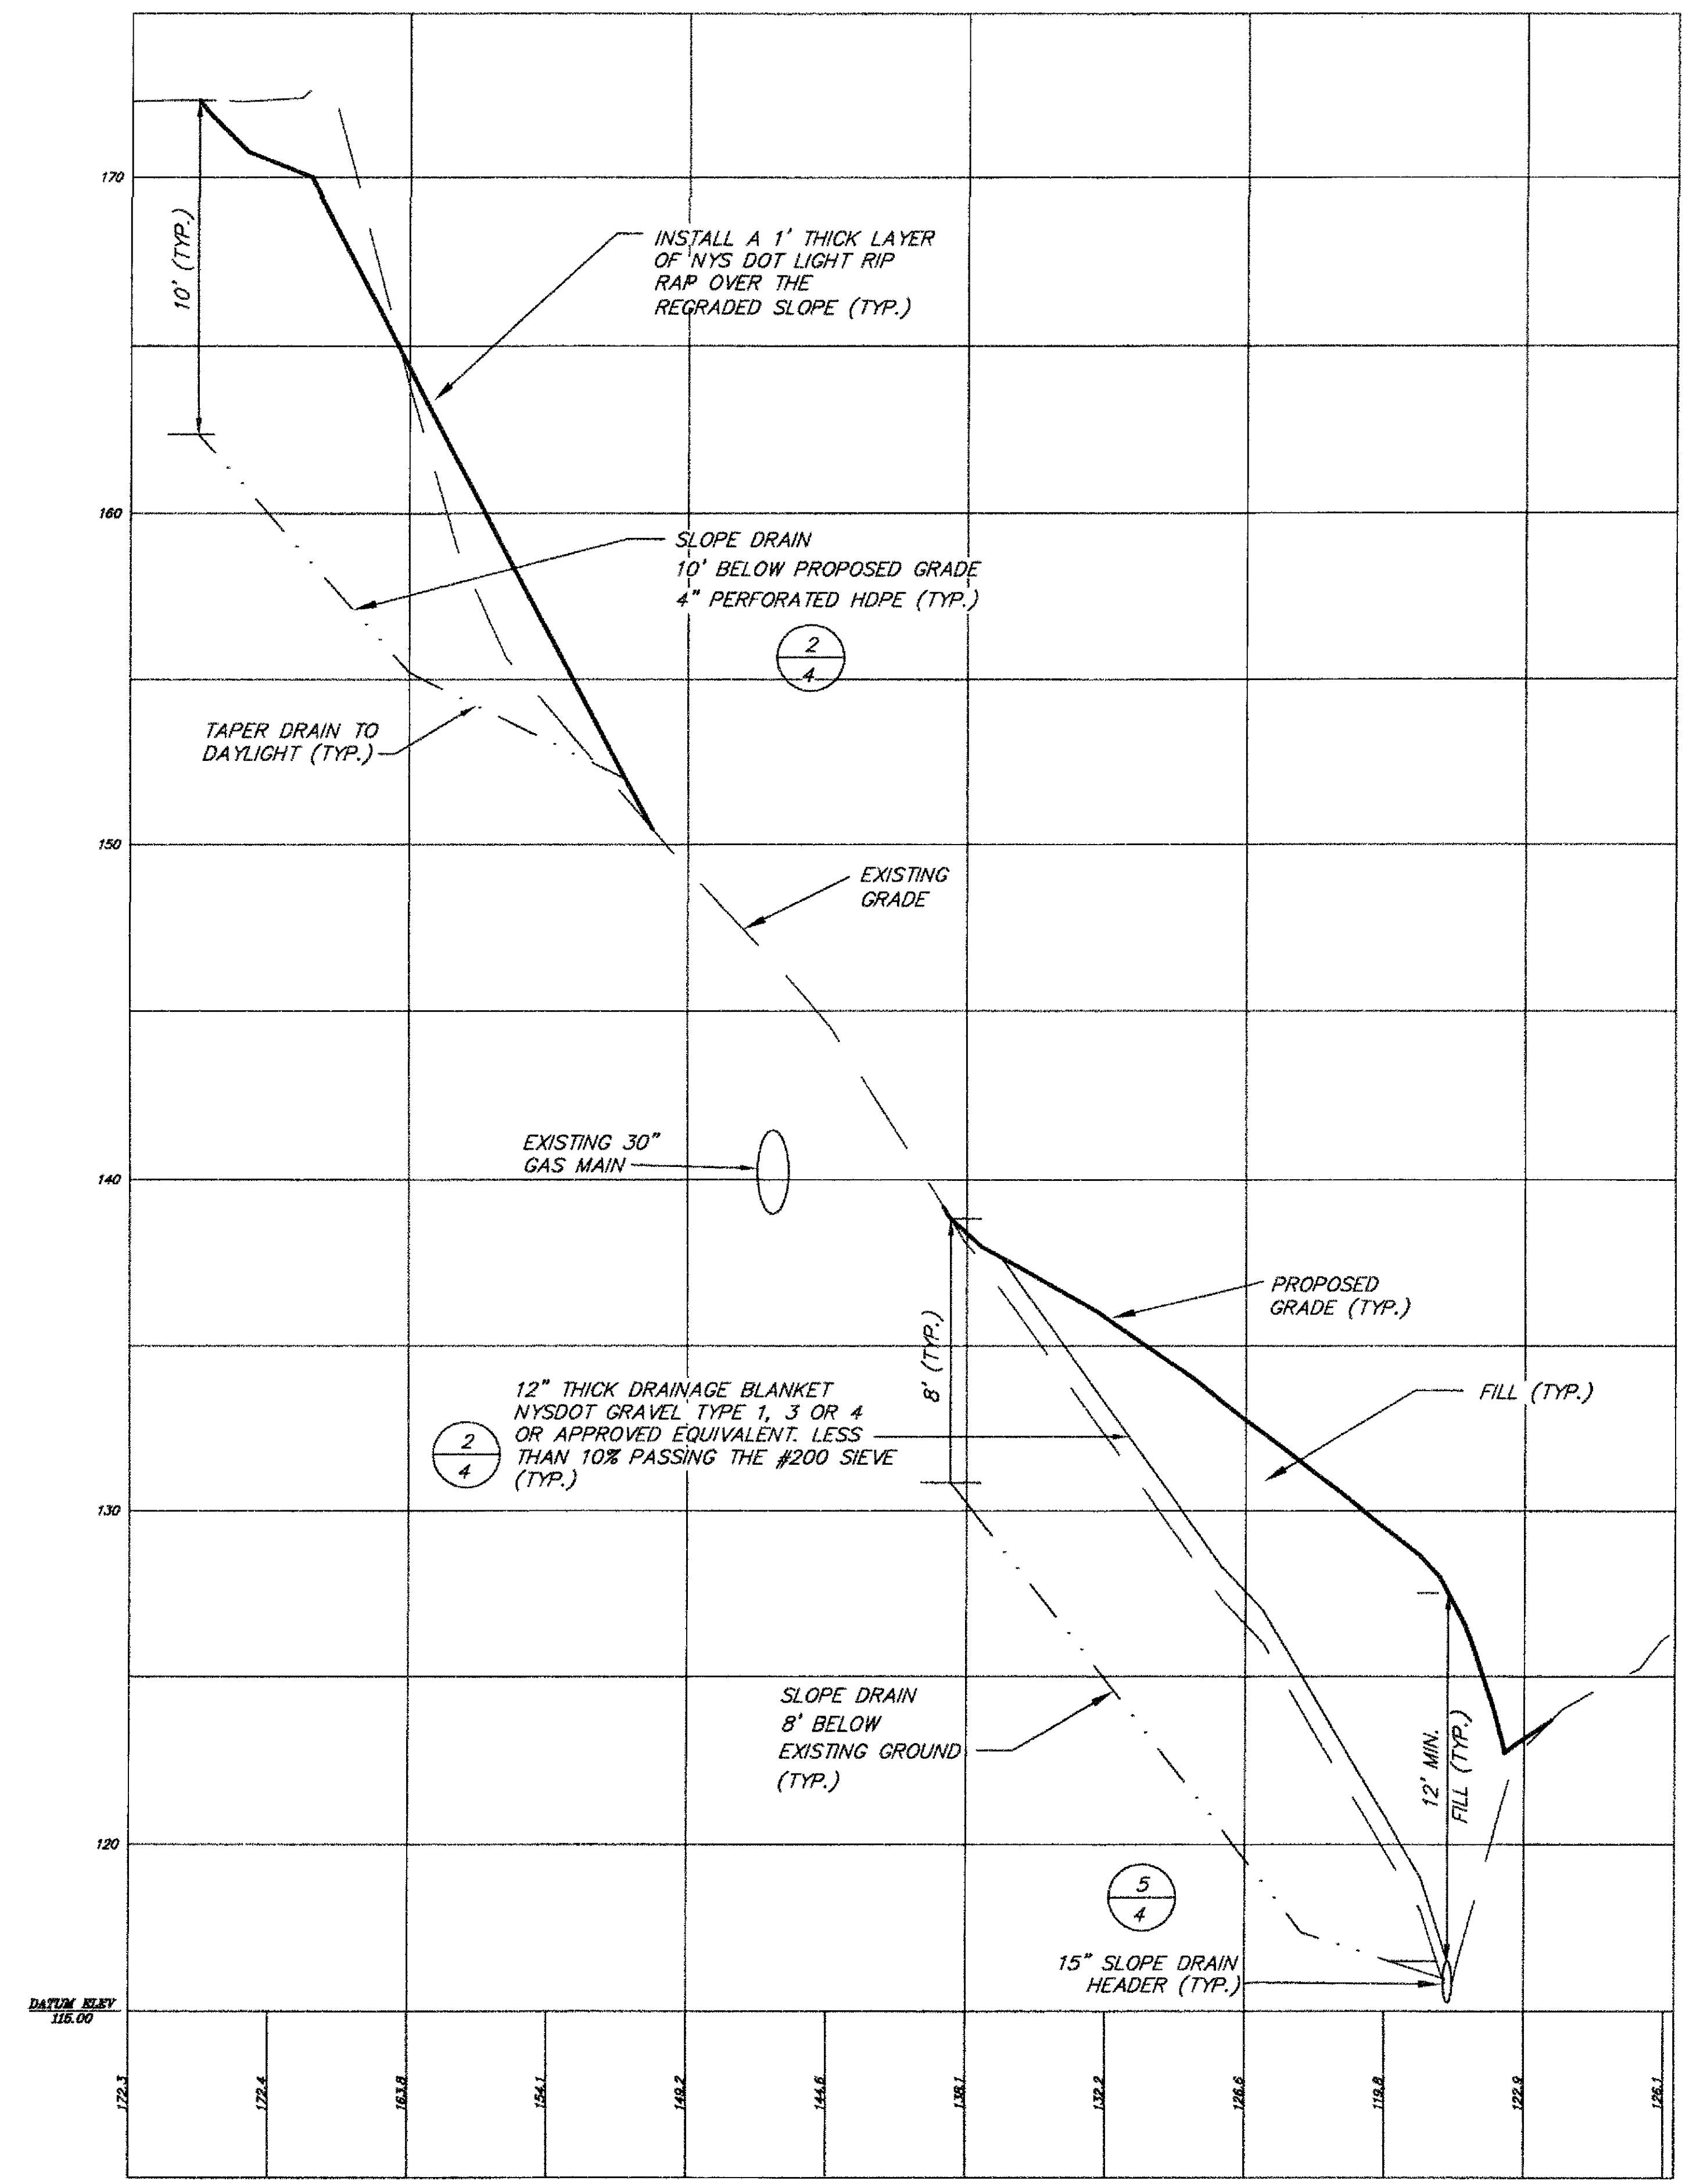 170
10' (TYP.)
INSTALL A 1' THICK LAYER
OF NYS DOT LIGHT RIP
RAP OVER THE
REGRADED SLOPE (TYP.)
160
SLOPE DRAIN
10' BELOW PROPOSED GRADE
4" PERFORATED HDPE (TYP.)
2
4
TAPER DRAIN TO
DAYLIGHT (TYP.)
150
EXISTING
GRADE
EXISTING 30"
GAS MAIN
140
PROPOSED
GRADE (TYP.)
8' (TYP.)
FILL (TYP.)
12" THICK DRAINAGE BLANKET
NYSDOT GRAVEL TYPE 1, 3 OR 4
OR APPROVED EQUIVALENT. LESS
THAN 10% PASSING THE #200 SIEVE
(TYP.)
2
4
130
SLOPE DRAIN
8' BELOW
EXISTING GROUND
(TYP.)
12' MIN.
FILL (TYP.)
120
5
4
15" SLOPE DRAIN
HEADER (TYP.)
DATUM ELEV
115.00
172.3
172.4
163.8
154.1
149.2
144.6
138.1
132.2
126.6
119.8
122.9
126.1